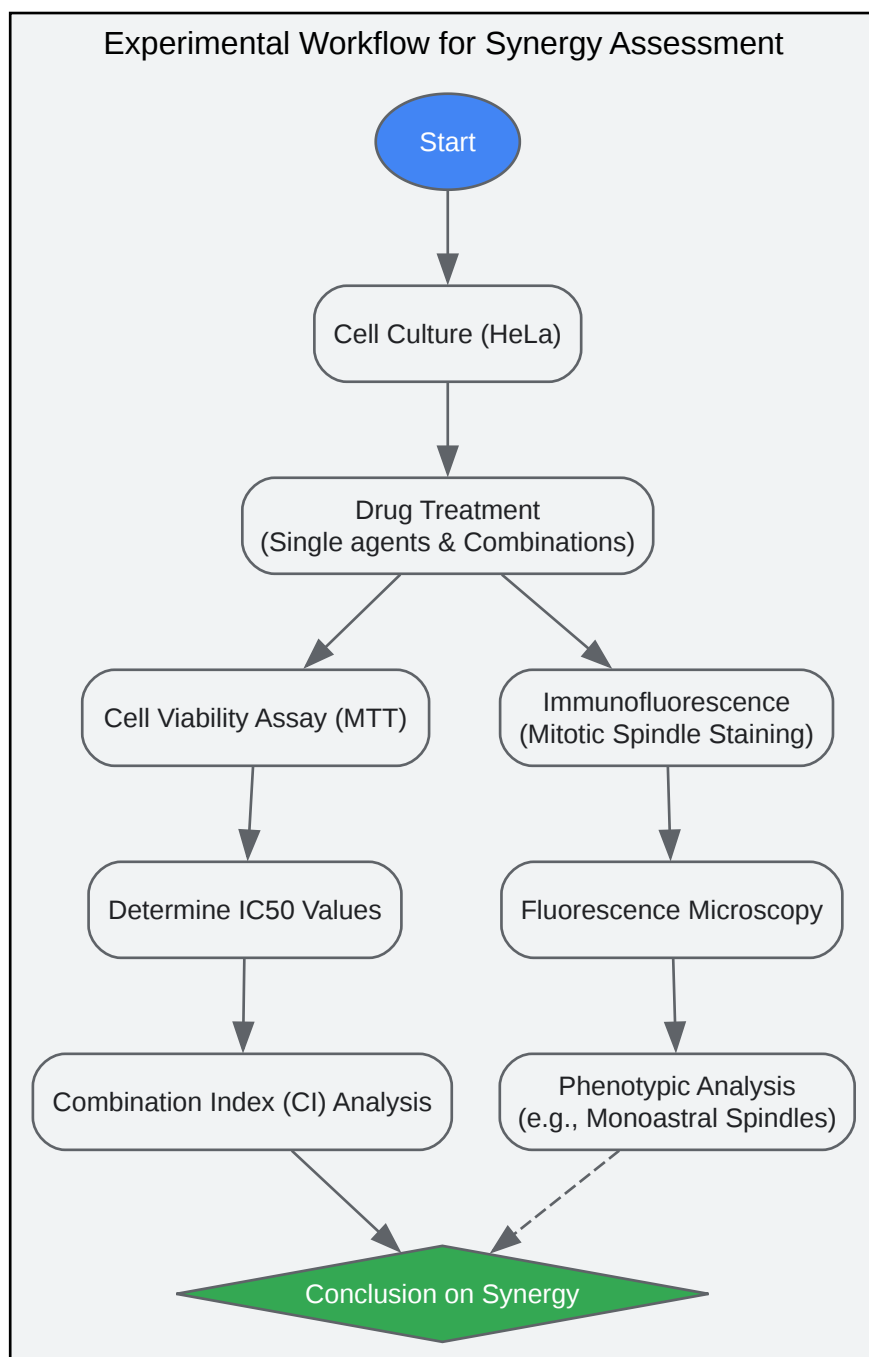 Experimental Workflow for Synergy Assessment
Start
Cell Culture (HeLa)
Drug Treatment
(Single agents & Combinations)
Cell Viability Assay (MTT)
Immunofluorescence
(Mitotic Spindle Staining)
Determine IC50 Values
Fluorescence Microscopy
Combination Index (CI) Analysis
Phenotypic Analysis
(e.g., Monoastral Spindles)
Conclusion on Synergy